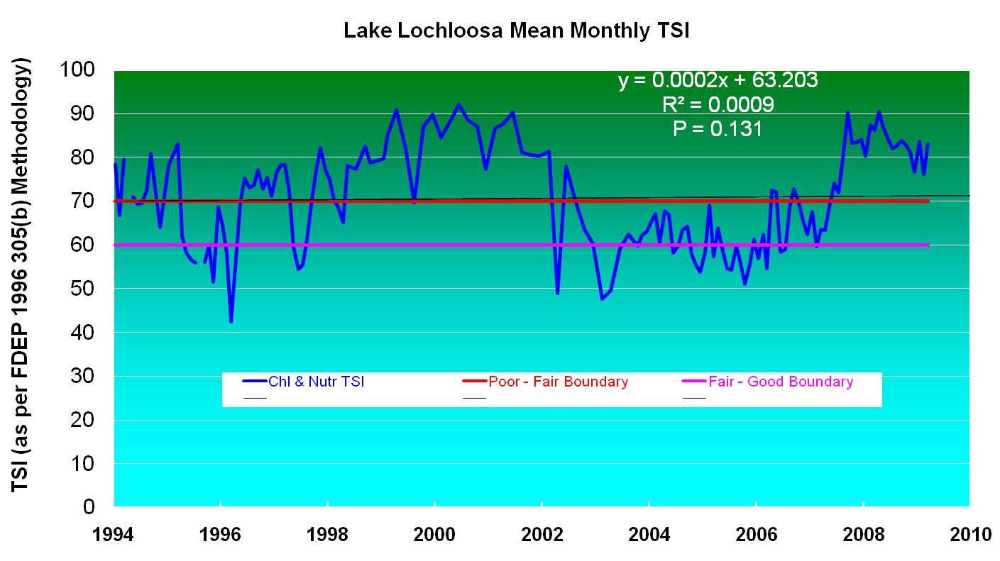 Lake Lochloosa Mean Monthly TSI
TSI (as per FDEP 1996 305(b) Methodology)
100
90
80
70
60
50
40
30
20
10
0
y = 0.0002x + 63.203
R² = 0.0009
P = 0.131
Chl & Nutr TSI Poor - Fair Boundary Fair - Good Boundary
1994 1996 1998 2000 2002 2004 2006 2008 2010